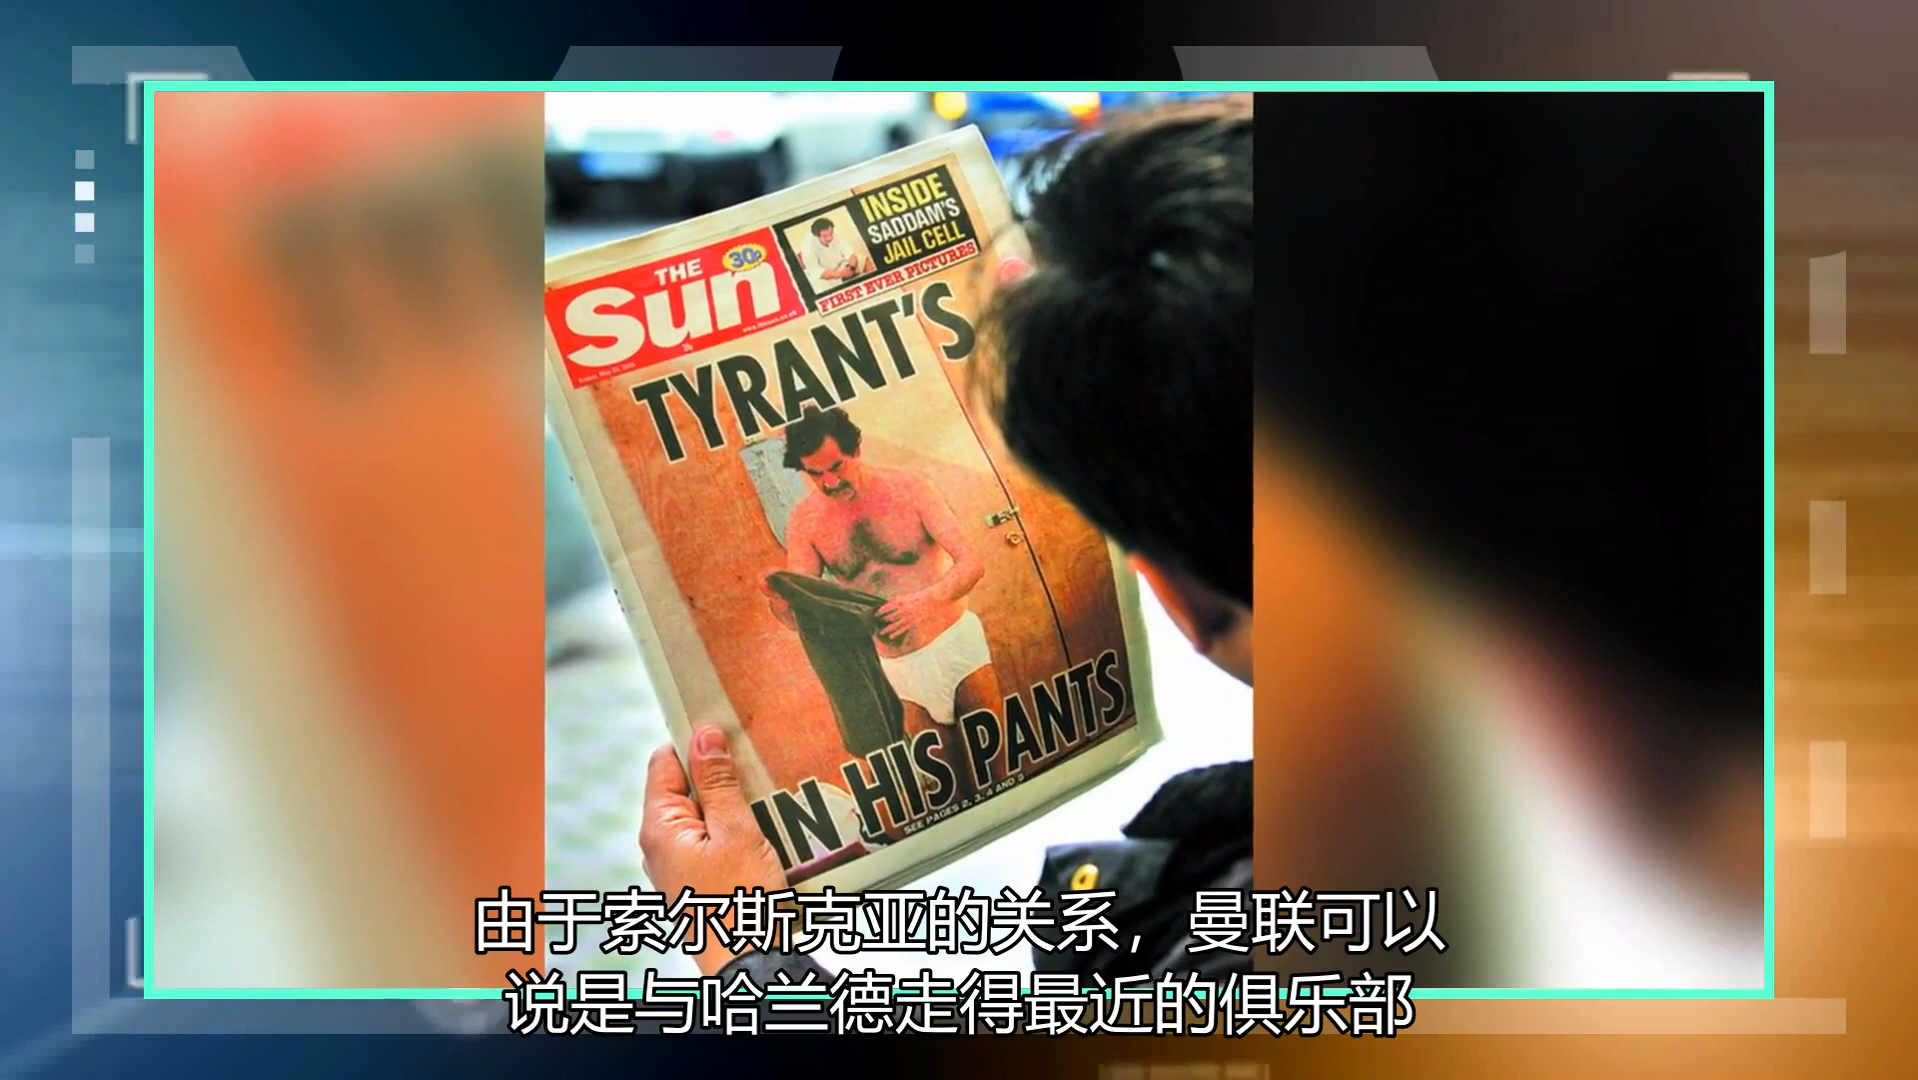 THE
Sun
30p
INSIDE
SADDAM'S
JAIL CELL
FIRST EVER PICTURES
TYRANT'S
IN HIS PANTS
SEE PAGES 2, 3, 4 AND 5
由于索尔斯克亚的关系，曼联可以
说是与哈兰德走得最近的俱乐部